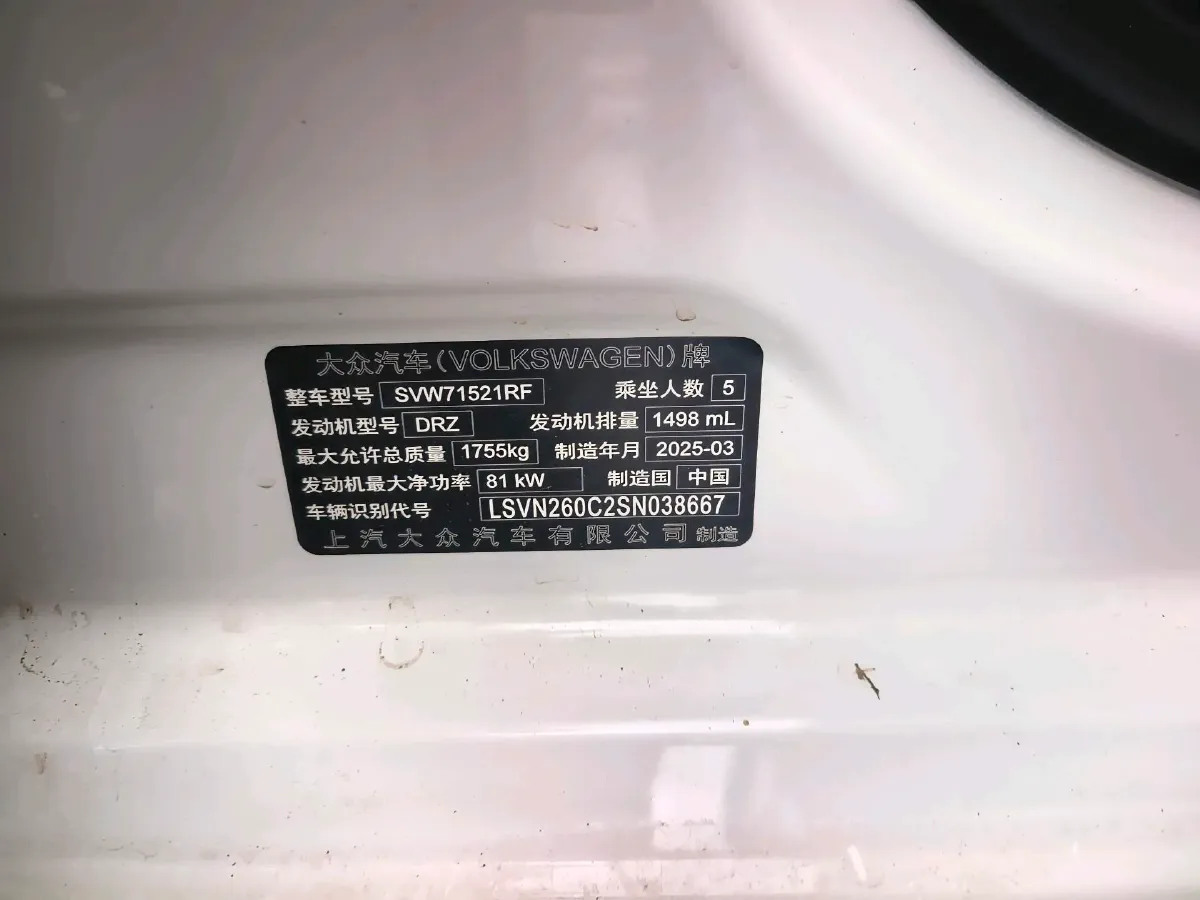 大众汽车(VOLKSWAGEN)牌
整车型号 SVW71521RF 乘坐人数 5
发动机型号 DRZ 发动机排量 1498 mL
最大允许总质量 1755kg 制造年月 2025-03
发动机最大净功率 81 kW 制造国 中国
车辆识别代号 LSVN260C2SN038667
上汽大众汽车有限公司 制造